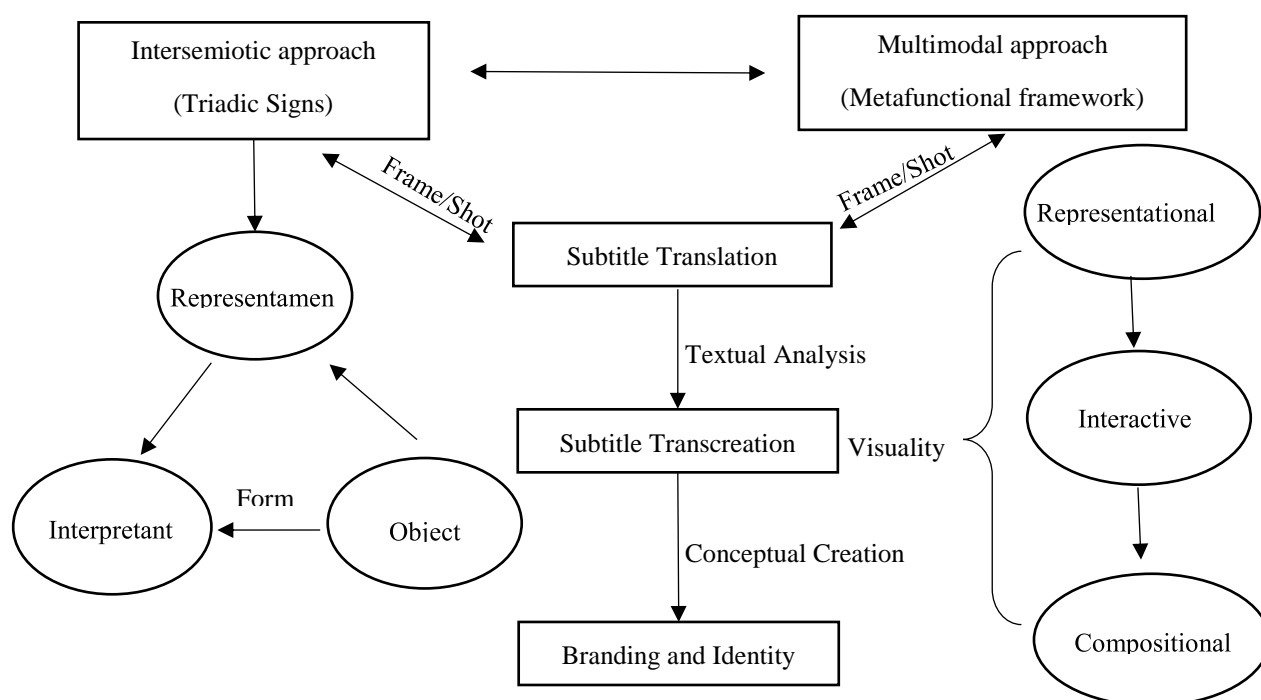 Intersemiotic approach
(Triadic Signs)
Multimodal approach
(Metafunctional framework)
Frame/Shot
Frame/Shot
Representational
Subtitle Translation
Representamen
Textual Analysis
Interactive
Subtitle Transcreation
Visuality
Form
Interpretant
Object
Conceptual Creation
Compositional
Branding and Identity